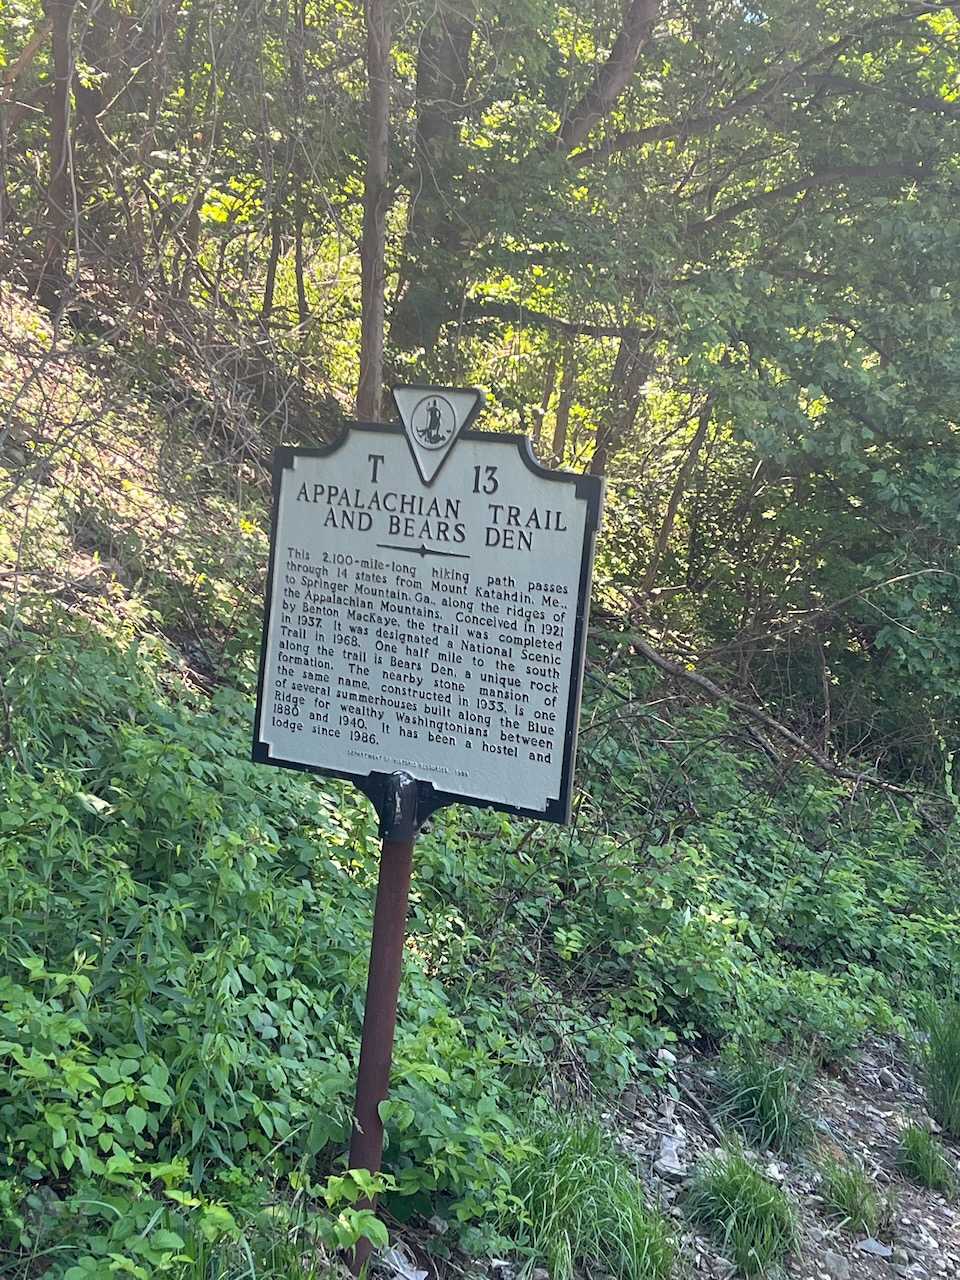 T 13
APPALACHIAN TRAIL
AND BEARS DEN
This 2,100-mile-long hiking path passes
through 14 states from Mount Katahdin, Me.,
to Springer Mountain, Ga., along the ridges of
the Appalachian Mountains. Conceived in 1921
by Benton MacKaye, the trail was completed
in 1937. It was designated a National Scenic
Trail in 1968. One half mile to the south
along the trail is Bears Den, a unique rock
formation. The nearby stone mansion of
the same name, constructed in 1933, is one
of several summerhouses built along the Blue
Ridge for wealthy Washingtonians between
1880 and 1940. It has been a hostel and
lodge since 1986.
DEPARTMENT OF HISTORIC RESOURCES,